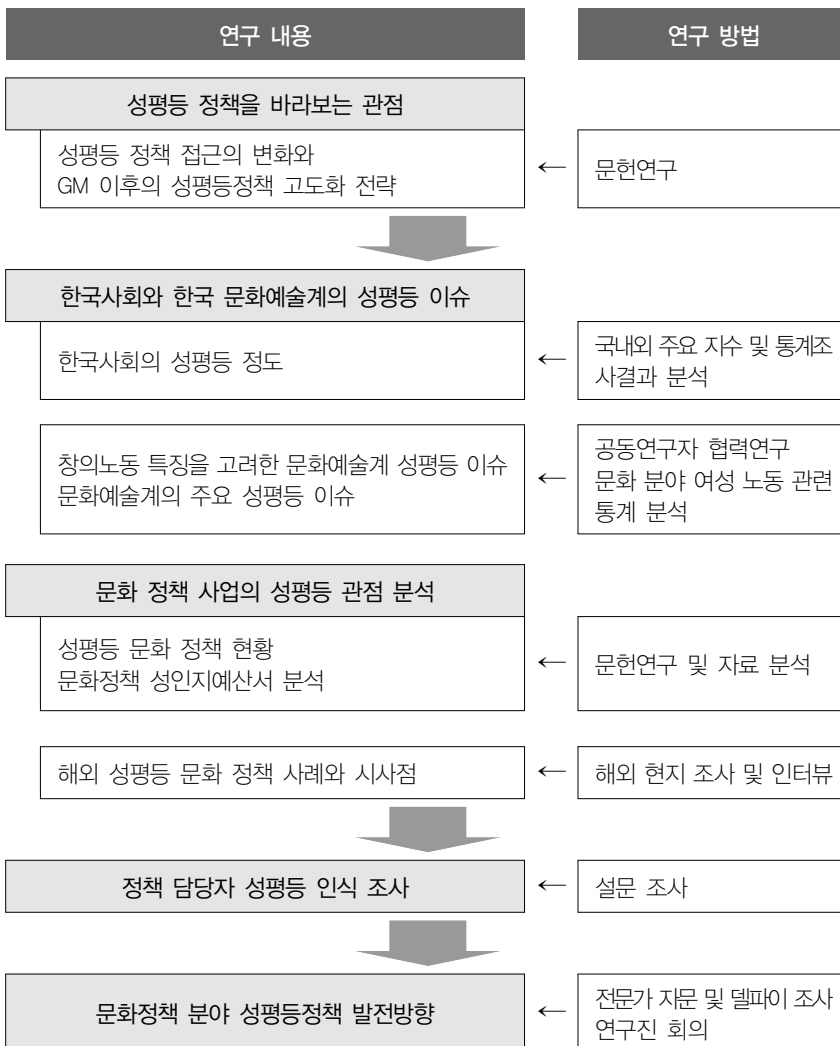 연구 내용
연구 방법
성평등 정책을 바라보는 관점
성평등 정책 접근의 변화와
GM 이후의 성평등정책 고도화 전략
←
문헌연구
한국사회와 한국 문화예술계의 성평등 이슈
한국사회의 성평등 정도
←
국내외 주요 지수 및 통계조
사결과 분석
창의노동 특징을 고려한 문화예술계 성평등 이슈
문화예술계의 주요 성평등 이슈
←
공동연구자 협력연구
문화 분야 여성 노동 관련
통계 분석
문화 정책 사업의 성평등 관점 분석
성평등 문화 정책 현황
문화정책 성인지예산서 분석
←
문헌연구 및 자료 분석
해외 성평등 문화 정책 사례와 시사점
←
해외 현지 조사 및 인터뷰
정책 담당자 성평등 인식 조사
←
설문 조사
문화정책 분야 성평등정책 발전방향
←
전문가 자문 및 델파이 조사
연구진 회의